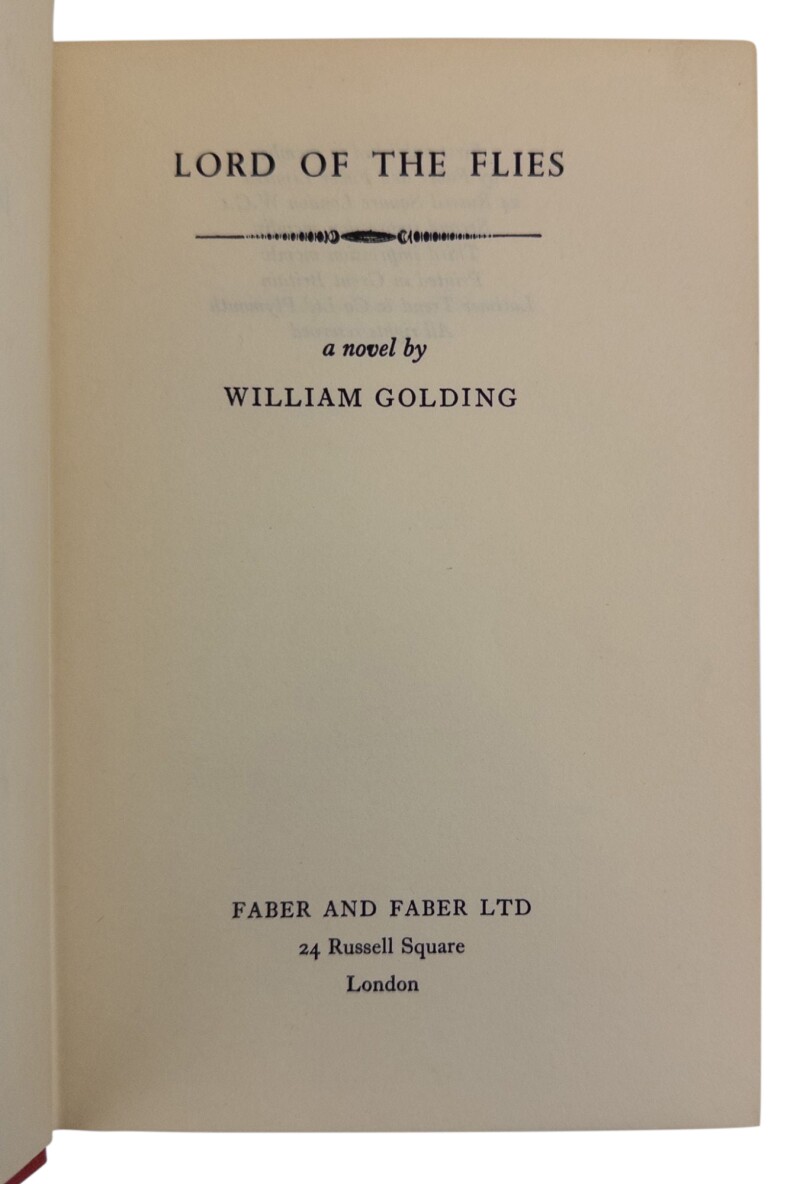 LORD OF THE FLIES
a novel by
WILLIAM GOLDING
FABER AND FABER LTD
24 Russell Square
London